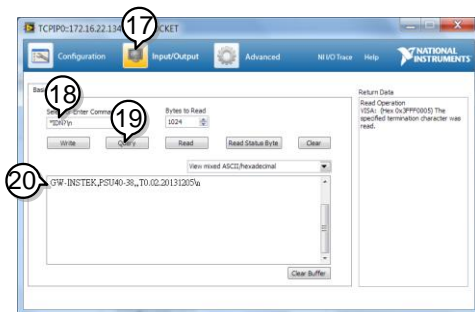 TCPIP0::172.16.22.134 CKET
17
Configuration
Input/Output
Advanced
NI I/O Trace
Help
NATIONAL INSTRUMENTS
18
Bytes to Read
*IDN?\n
1024
19
Write
Query
Read
Read Status Byte
Clear
View mixed ASCII/hexadecimal
20
GW-INSTEK,PSU40-38,,T0.02.20131205\n
Clear Buffer
Return Data
Read Operation
VISA: (Hex 0x3FFF0005) The
specified termination character was
read.